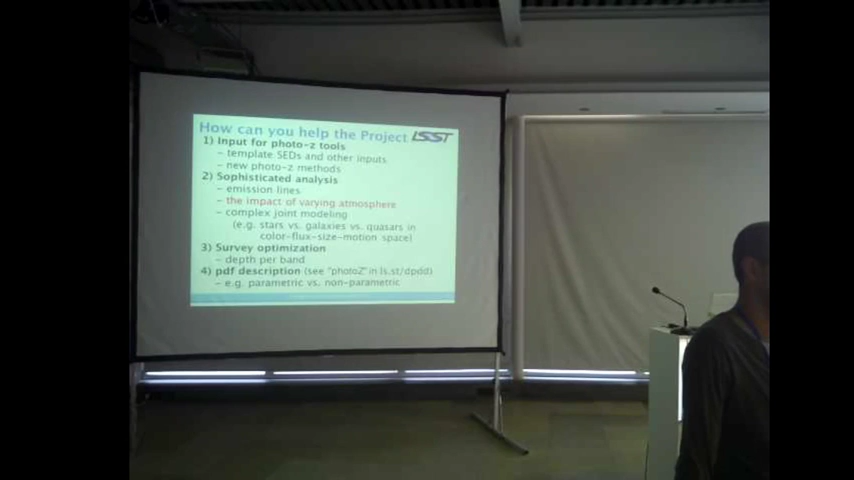 How can you help the Project LSST
1) Input for photo-z tools
- template SEDs and other inputs
- new photo-z methods
2) Sophisticated analysis
- emission lines
- the impact of varying atmosphere
- complex joint modeling
(e.g. stars vs. galaxies vs. quasars in
color-flux-size-motion space)
3) Survey optimization
- depth per band
4) pdf description (see "photoZ" in ls.st/dpdd)
- e.g. parametric vs. non-parametric